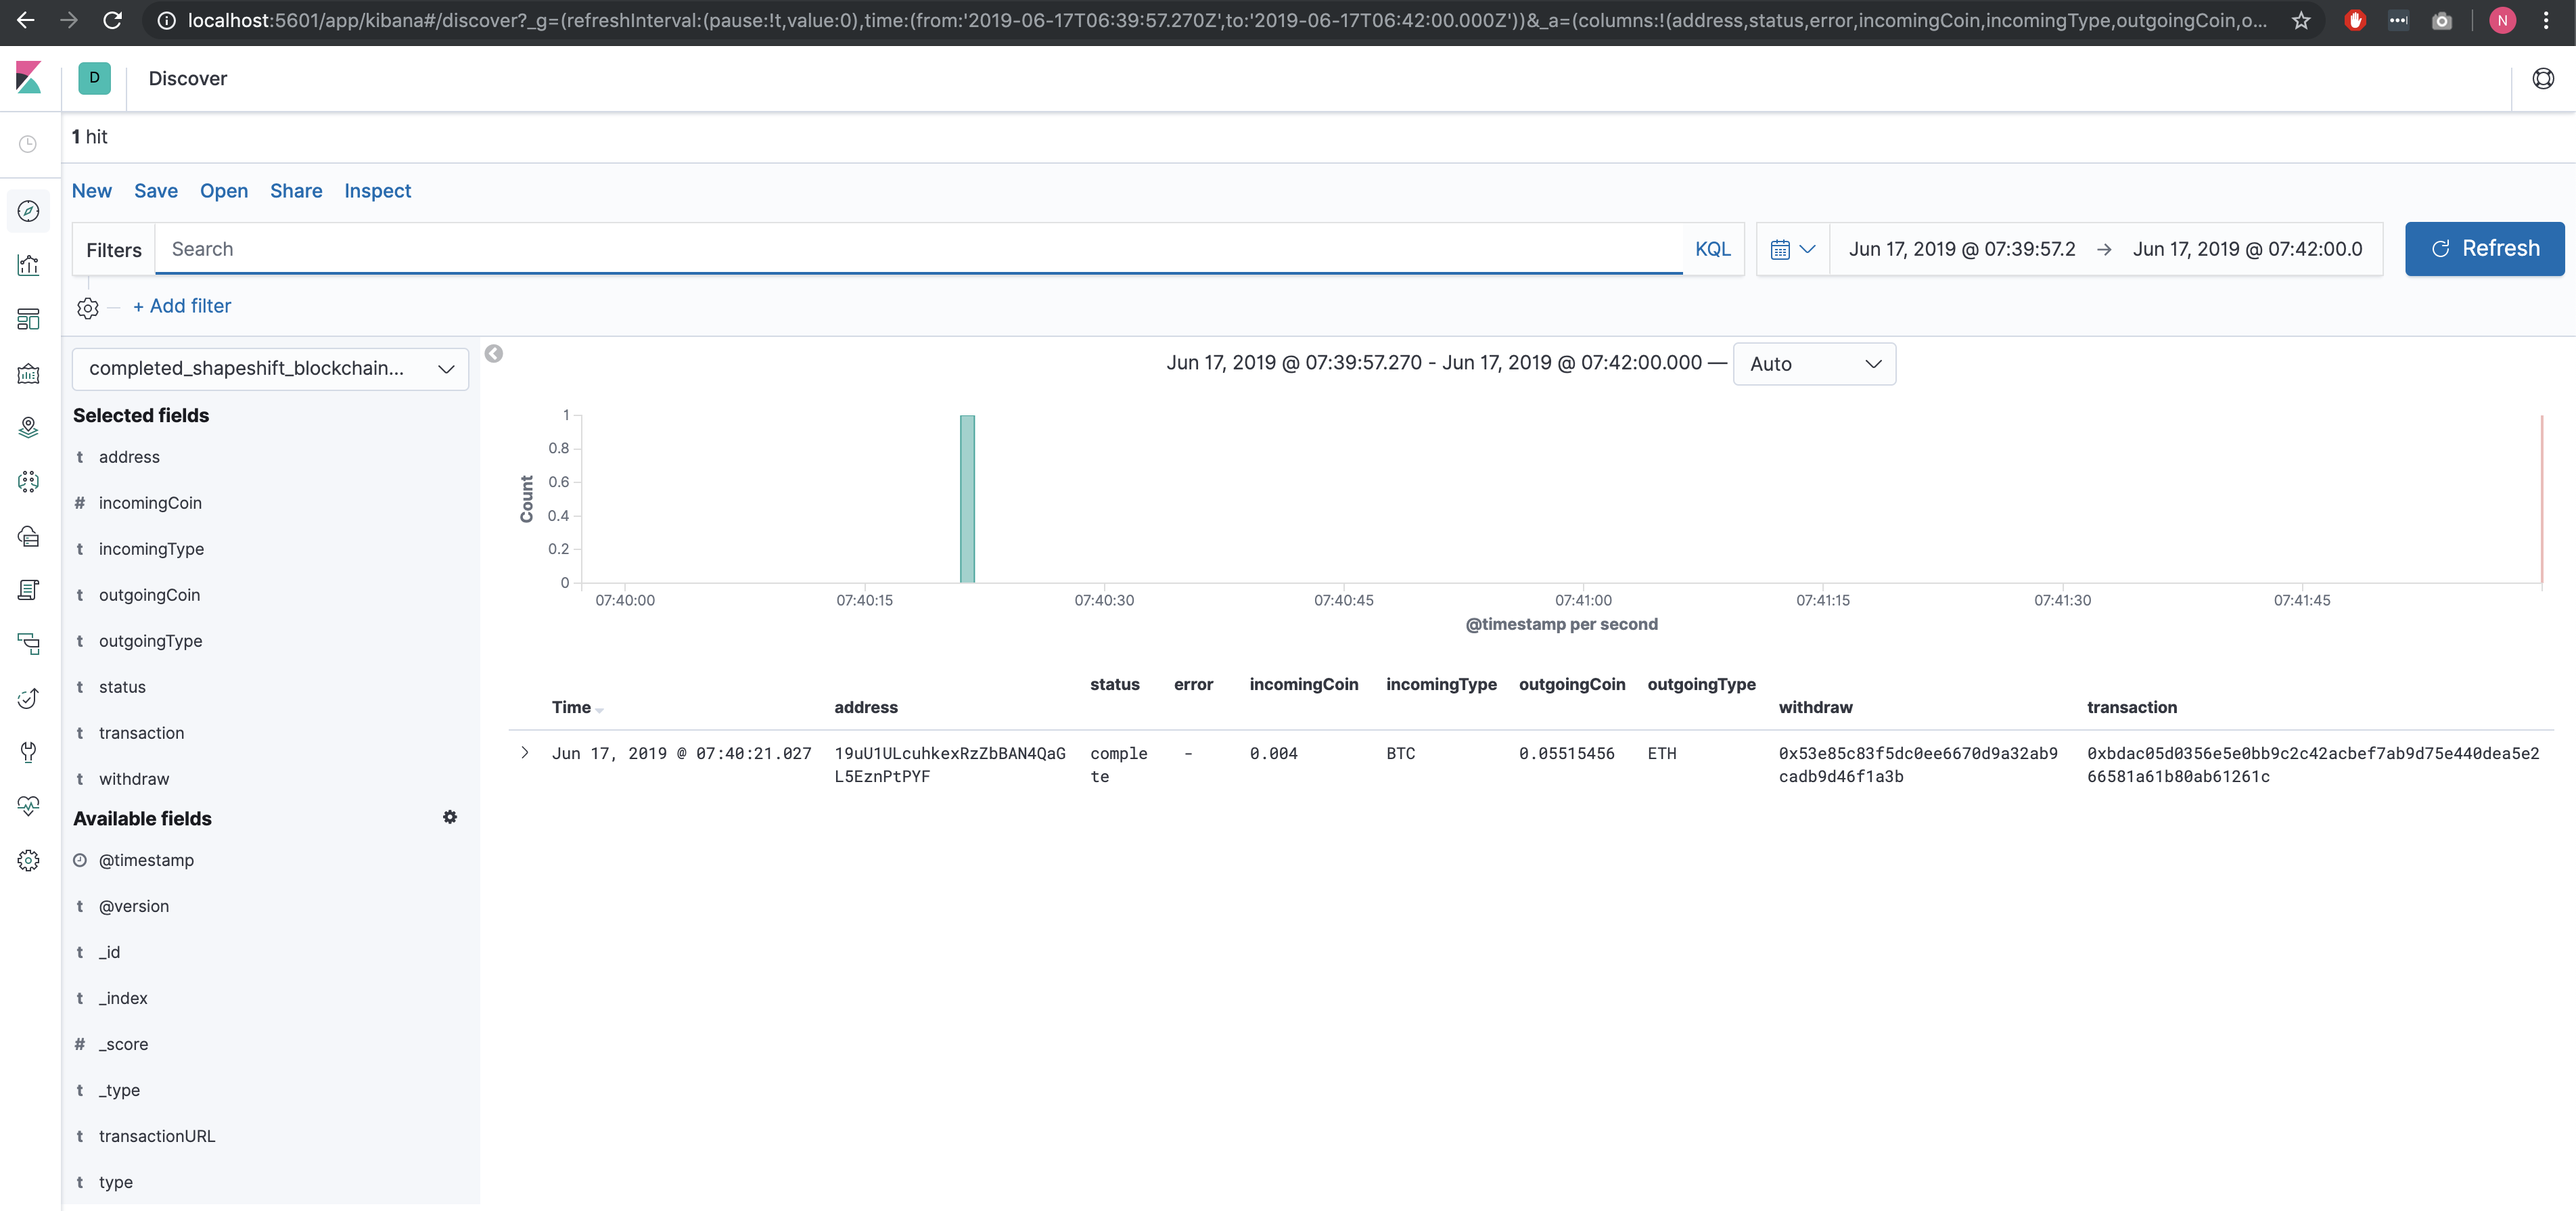 localhost:5601/app/kibana#/discover?_g=(refreshInterval:(pause:!t,value:0),time:(from:'2019-06-17T06:39:57.270Z',to:'2019-06-17T06:42:00.000Z'))&_a=(columns:!(address,status,error,incomingCoin,incomingType,outgoingCoin,o...
N
D
Discover
1 hit
New Save Open Share Inspect
Filters Search KQL Jun 17, 2019 @ 07:39:57.2 → Jun 17, 2019 @ 07:42:00.0 Refresh
+ Add filter
completed_shapeshift_blockchain...
Selected fields
t address
# incomingCoin
t incomingType
t outgoingCoin
t outgoingType
t status
t transaction
t withdraw
Available fields
@timestamp
t @version
t _id
t _index
# _score
t _type
t transactionURL
t type
Jun 17, 2019 @ 07:39:57.270 - Jun 17, 2019 @ 07:42:00.000 — Auto
Count
1
0.8
0.6
0.4
0.2
0
07:40:00 07:40:15 07:40:30 07:40:45 07:41:00 07:41:15 07:41:30 07:41:45
@timestamp per second
Time address status error incomingCoin incomingType outgoingCoin outgoingType withdraw transaction
Jun 17, 2019 @ 07:40:21.027 19uU1ULcuhkexRzZbBAN4QaG comple - 0.004 BTC 0.05515456 ETH 0x53e85c83f5dc0ee6670d9a32ab9 0xbdac05d0356e5e0bb9c2c42acbef7ab9d75e440dea5e2
L5EznPtPYF te cadb9d46f1a3b 66581a61b80ab61261c